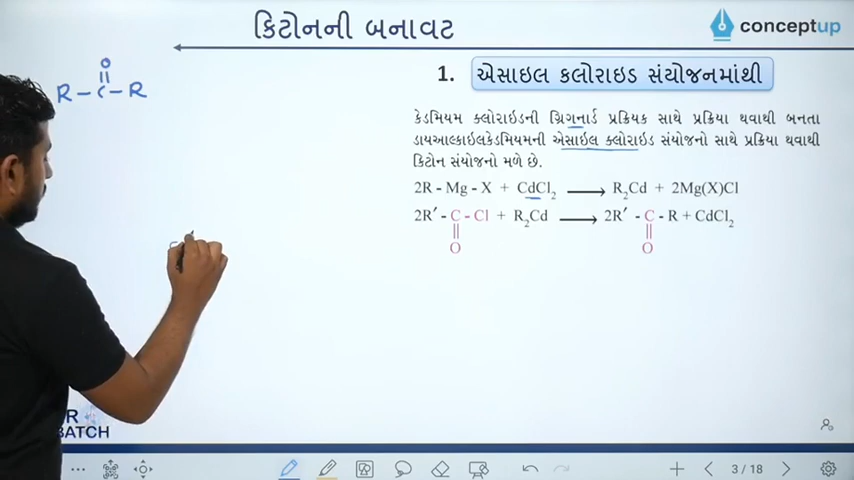 કિટોનની બનાવટ
conceptup
O
||
R – C – R
1. એસાઇલ ક્લોરાઇડ સંયોજનમાંથી
કેડમિયમ ક્લોરાઇડની ગ્રિગનાર્ડ પ્રક્રિયક સાથે પ્રક્રિયા થવાથી બનતા
ડાયઆલ્કાઇલકેડમિયમની એસાઇલ ક્લોરાઇડ સંયોજનો સાથે પ્રક્રિયા થવાથી
કિટોન સંયોજનો મળે છે.
2R - Mg - X + CdCl₂ ⟶ R₂Cd + 2Mg(X)Cl
2R′ - C - Cl + R₂Cd ⟶ 2R′ - C - R + CdCl₂
|| ||
O O
BATCH
3 / 18